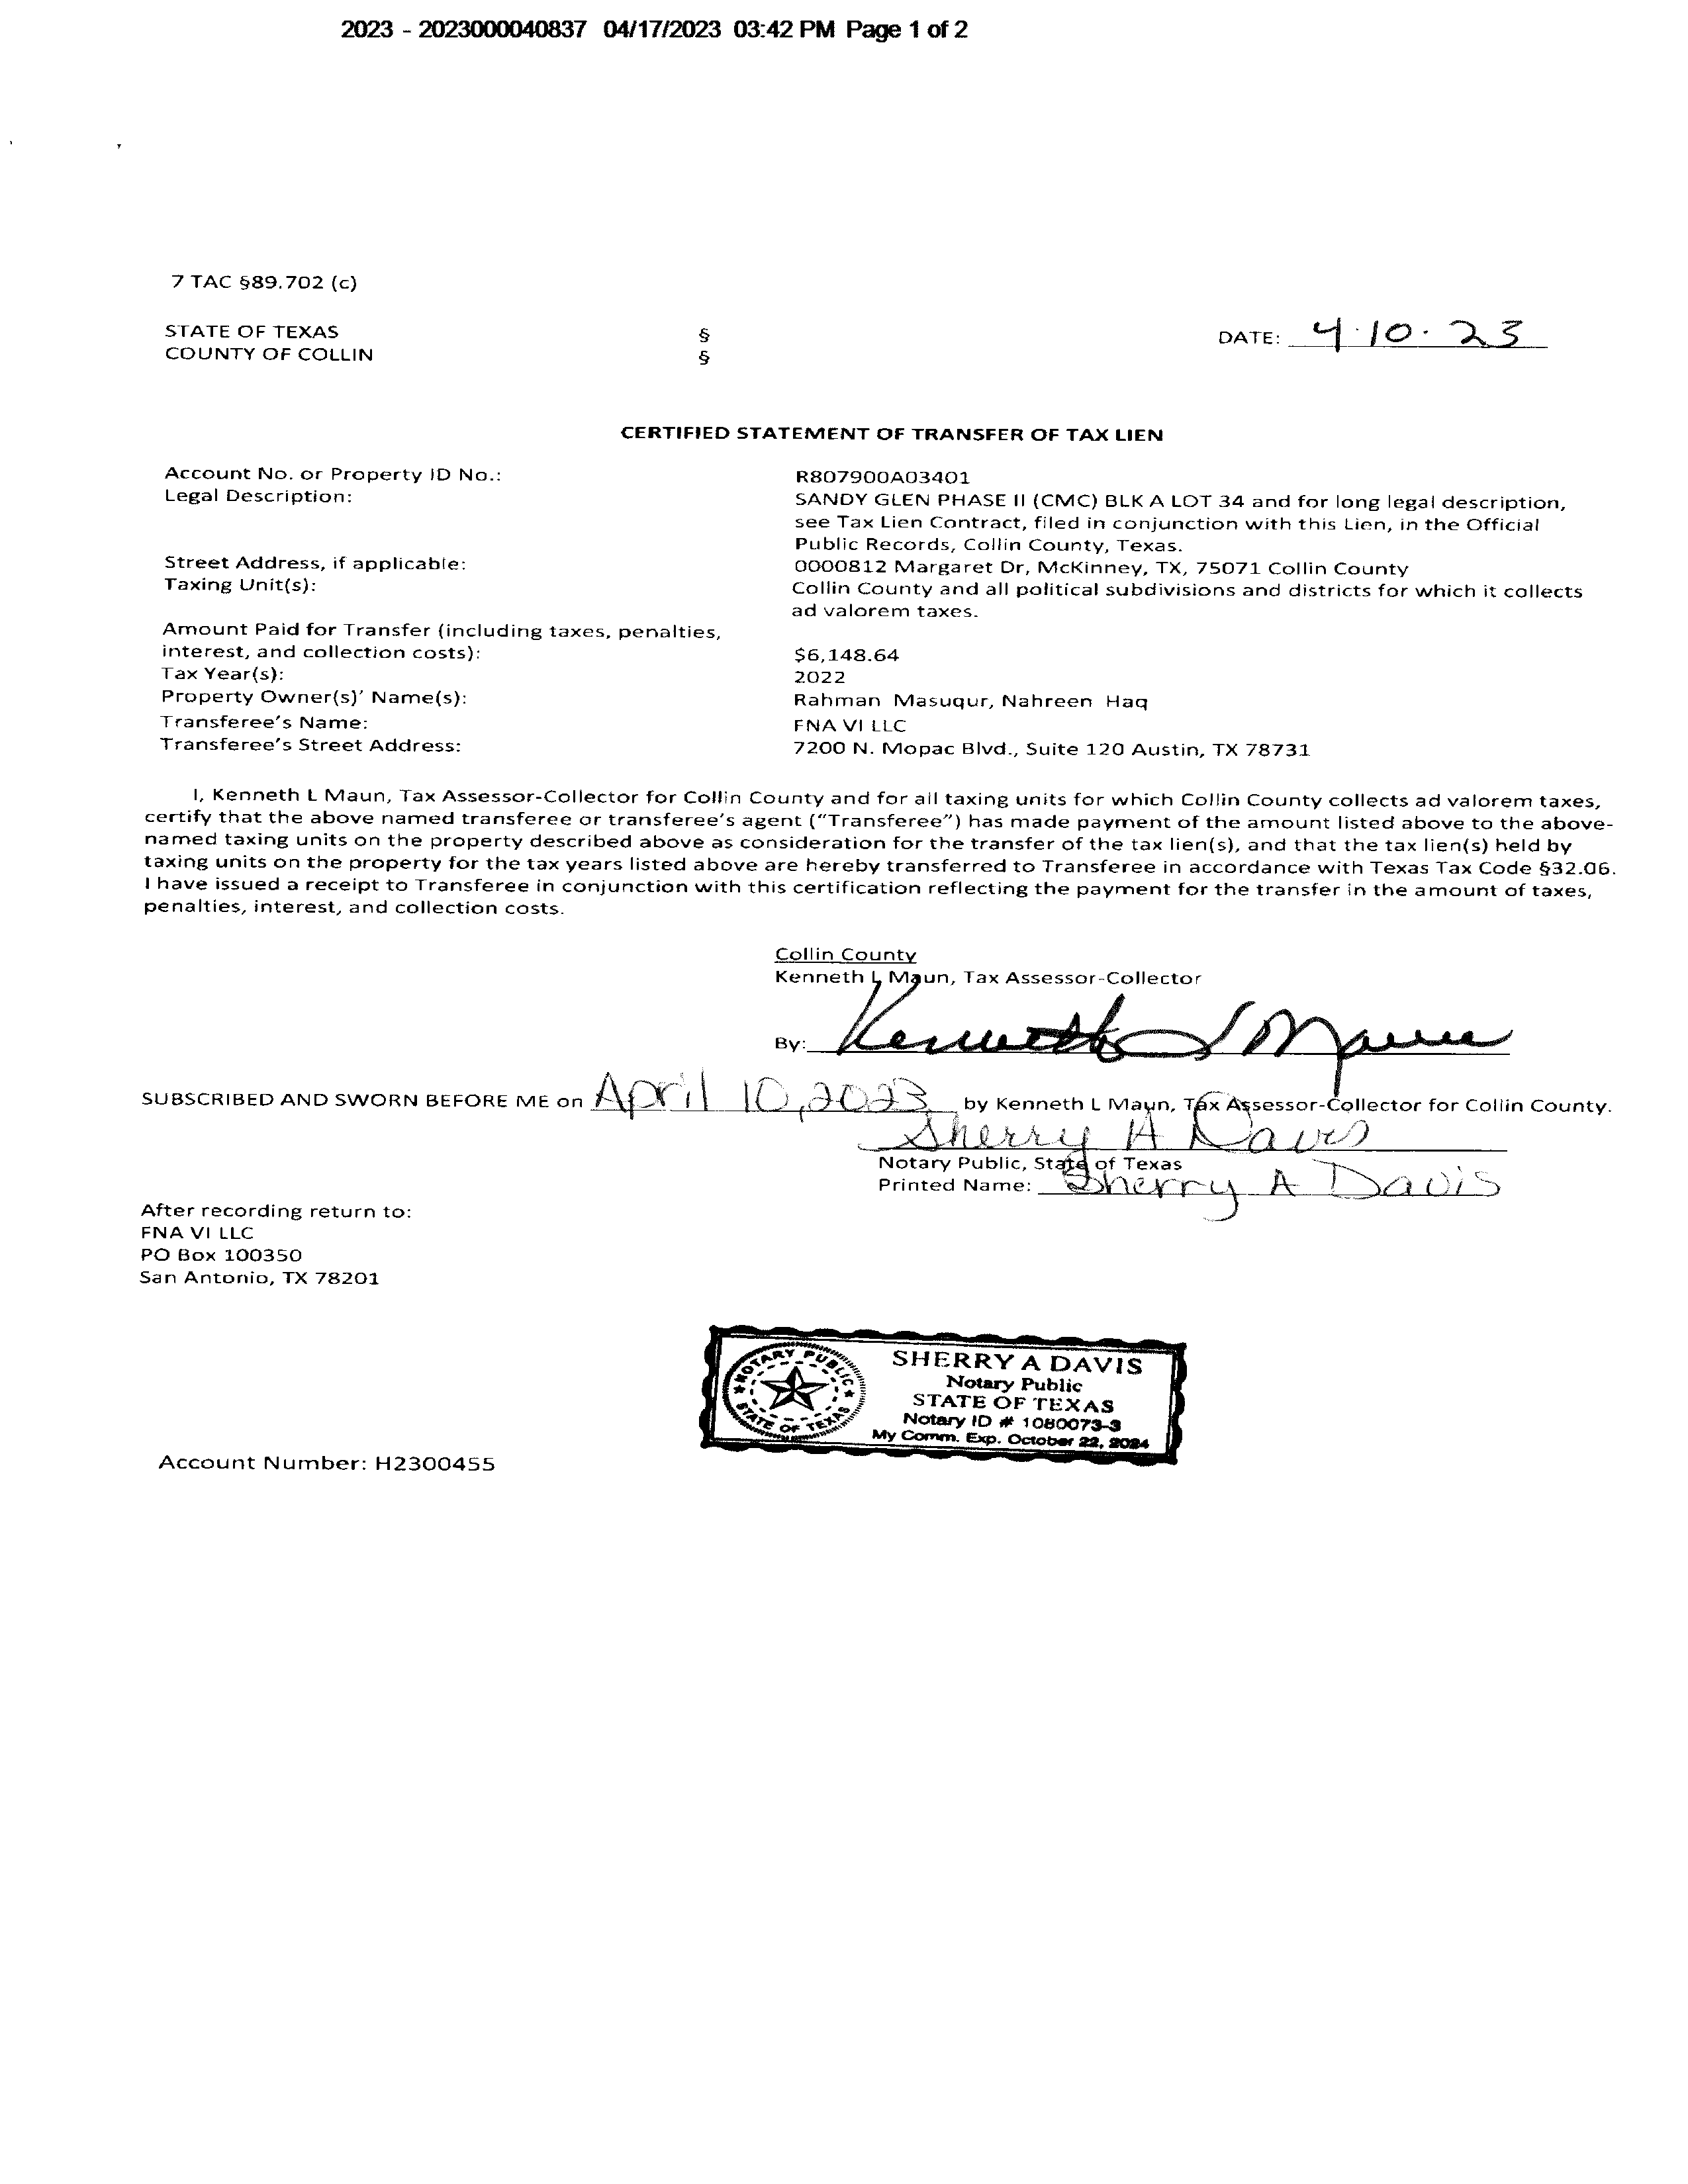 2023 - 2023000040837 04/17/2023 03:42 PM Page 1 of 2
7 TAC §89.702 (c)
STATE OF TEXAS §
COUNTY OF COLLIN §
DATE: 4·10·23
CERTIFIED STATEMENT OF TRANSFER OF TAX LIEN
Account No. or Property ID No.: R807900A03401
Legal Description: SANDY GLEN PHASE II (CMC) BLK A LOT 34 and for long legal description,
see Tax Lien Contract, filed in conjunction with this Lien, in the Official
Public Records, Collin County, Texas.
Street Address, if applicable: 0000812 Margaret Dr, McKinney, TX, 75071 Collin County
Taxing Unit(s): Collin County and all political subdivisions and districts for which it collects
ad valorem taxes.
Amount Paid for Transfer (including taxes, penalties,
interest, and collection costs): $6,148.64
Tax Year(s): 2022
Property Owner(s)' Name(s): Rahman Masuqur, Nahreen Haq
Transferee's Name: FNA VI LLC
Transferee's Street Address: 7200 N. Mopac Blvd., Suite 120 Austin, TX 78731
I, Kenneth L Maun, Tax Assessor-Collector for Collin County and for all taxing units for which Collin County collects ad valorem taxes,
certify that the above named transferee or transferee's agent ("Transferee") has made payment of the amount listed above to the above-
named taxing units on the property described above as consideration for the transfer of the tax lien(s), and that the tax lien(s) held by
taxing units on the property for the tax years listed above are hereby transferred to Transferee in accordance with Texas Tax Code §32.06.
I have issued a receipt to Transferee in conjunction with this certification reflecting the payment for the transfer in the amount of taxes,
penalties, interest, and collection costs.
Collin County
Kenneth L Maun, Tax Assessor-Collector
By: Kenneth L Maun
SUBSCRIBED AND SWORN BEFORE ME on April 10, 2023 by Kenneth L Maun, Tax Assessor-Collector for Collin County.
Sherry A Davis
Notary Public, State of Texas
Printed Name: Sherry A Davis
After recording return to:
FNA VI LLC
PO Box 100350
San Antonio, TX 78201
NOTARY PUBLIC
STATE OF TEXAS
SHERRY A DAVIS
Notary Public
STATE OF TEXAS
Notary ID # 1080073-3
My Comm. Exp. October 22, 2024
Account Number: H2300455